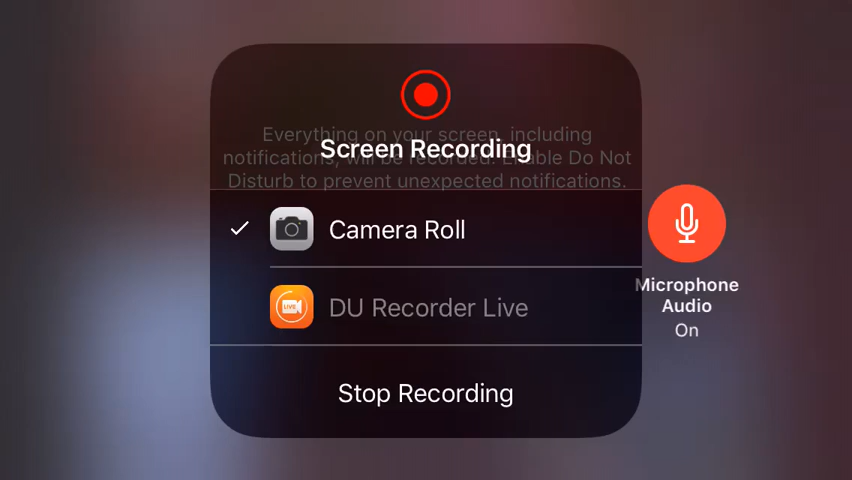 Everything on your screen, including
Screen Recording
notifications, will be recorded. Enable Do Not
Disturb to prevent unexpected notifications.
Camera Roll
LIVE
DU Recorder Live
Microphone
Audio
On
Stop Recording